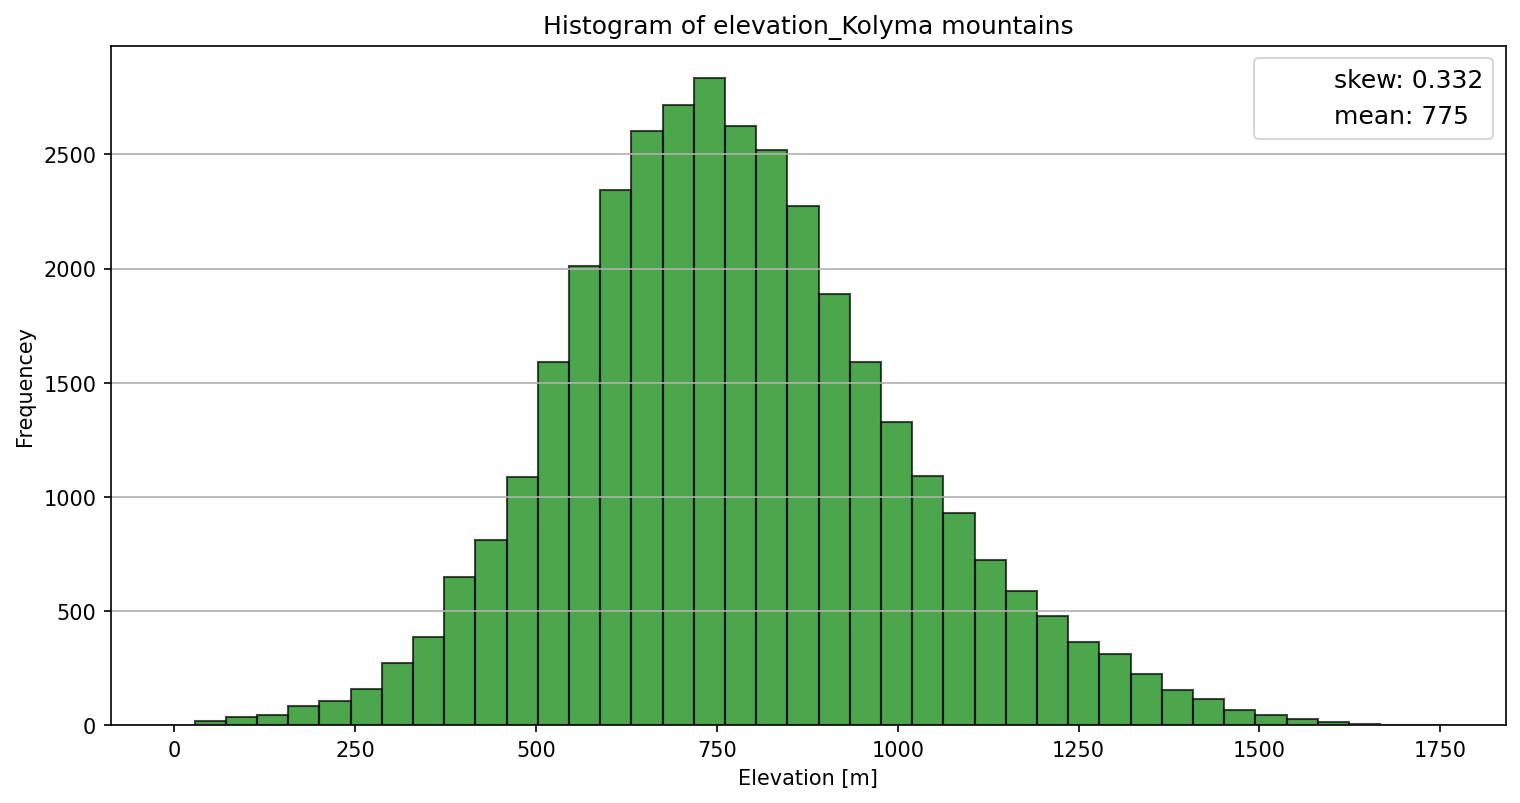 Histogram of elevation_Kolyma mountains
skew: 0.332
mean: 775
2500
2000
1500
1000
500
0
Frequencey
0 250 500 750 1000 1250 1500 1750
Elevation [m]